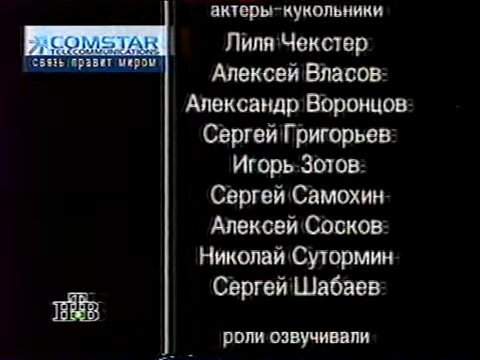 актеры-кукольники
COMSTAR
TELECOMMUNICATIONS
связь правит миром
Лиля Чекстер
Алексей Власов
Александр Воронцов
Сергей Григорьев
Игорь Зотов
Сергей Самохин
Алексей Сосков
Николай Сутормин
Сергей Шабаев
НТВ
роли озвучивали